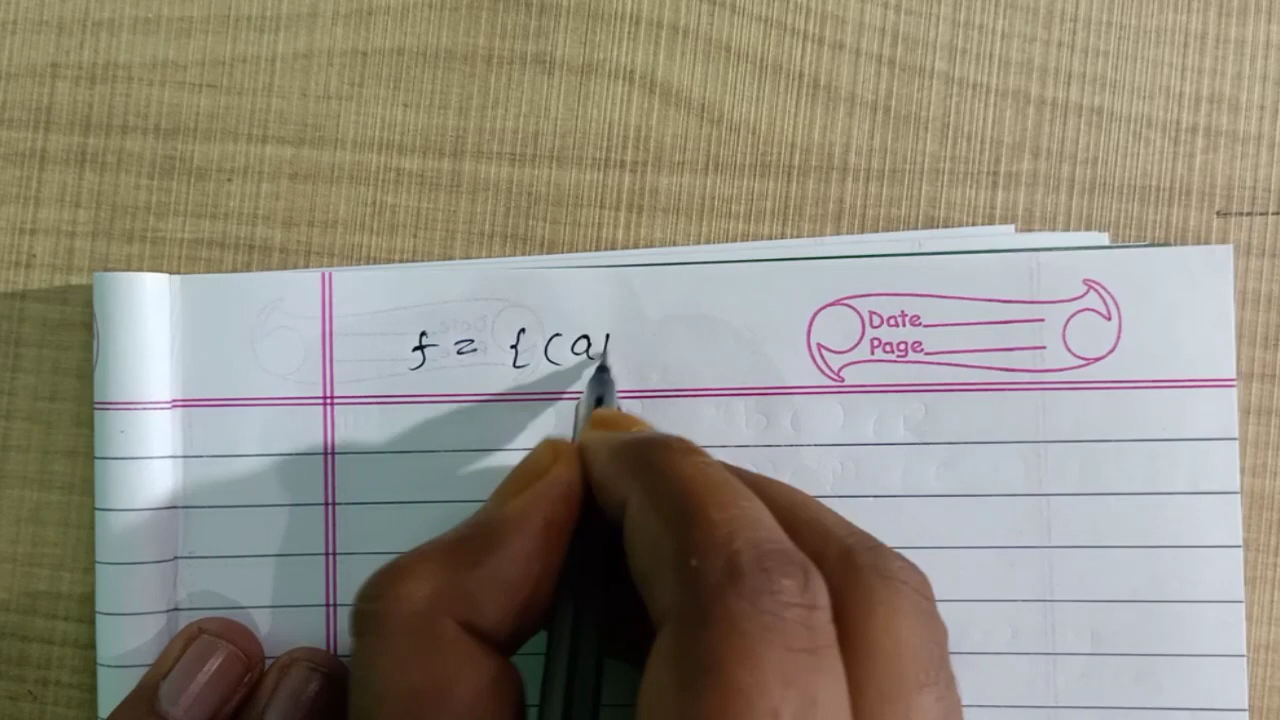 Date
Page
f = { (a,